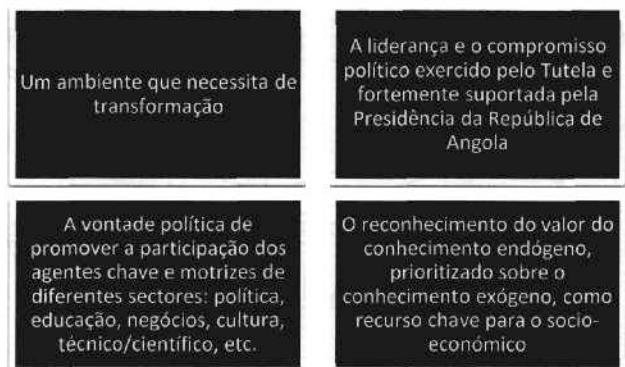 Um ambiente que necessita de
transformação
A liderança e o compromisso
político exercido pelo Tutela e
fortemente suportada pela
Presidência da República de
Angola
A vontade política de
promover a participação dos
agentes chave e motrizes de
diferentes sectores: política,
educação, negócios, cultura,
técnico/científico, etc.
O reconhecimento do valor do
conhecimento endógeno,
prioritizado sobre o
conhecimento exógeno, como
recurso chave para o socio-
económico